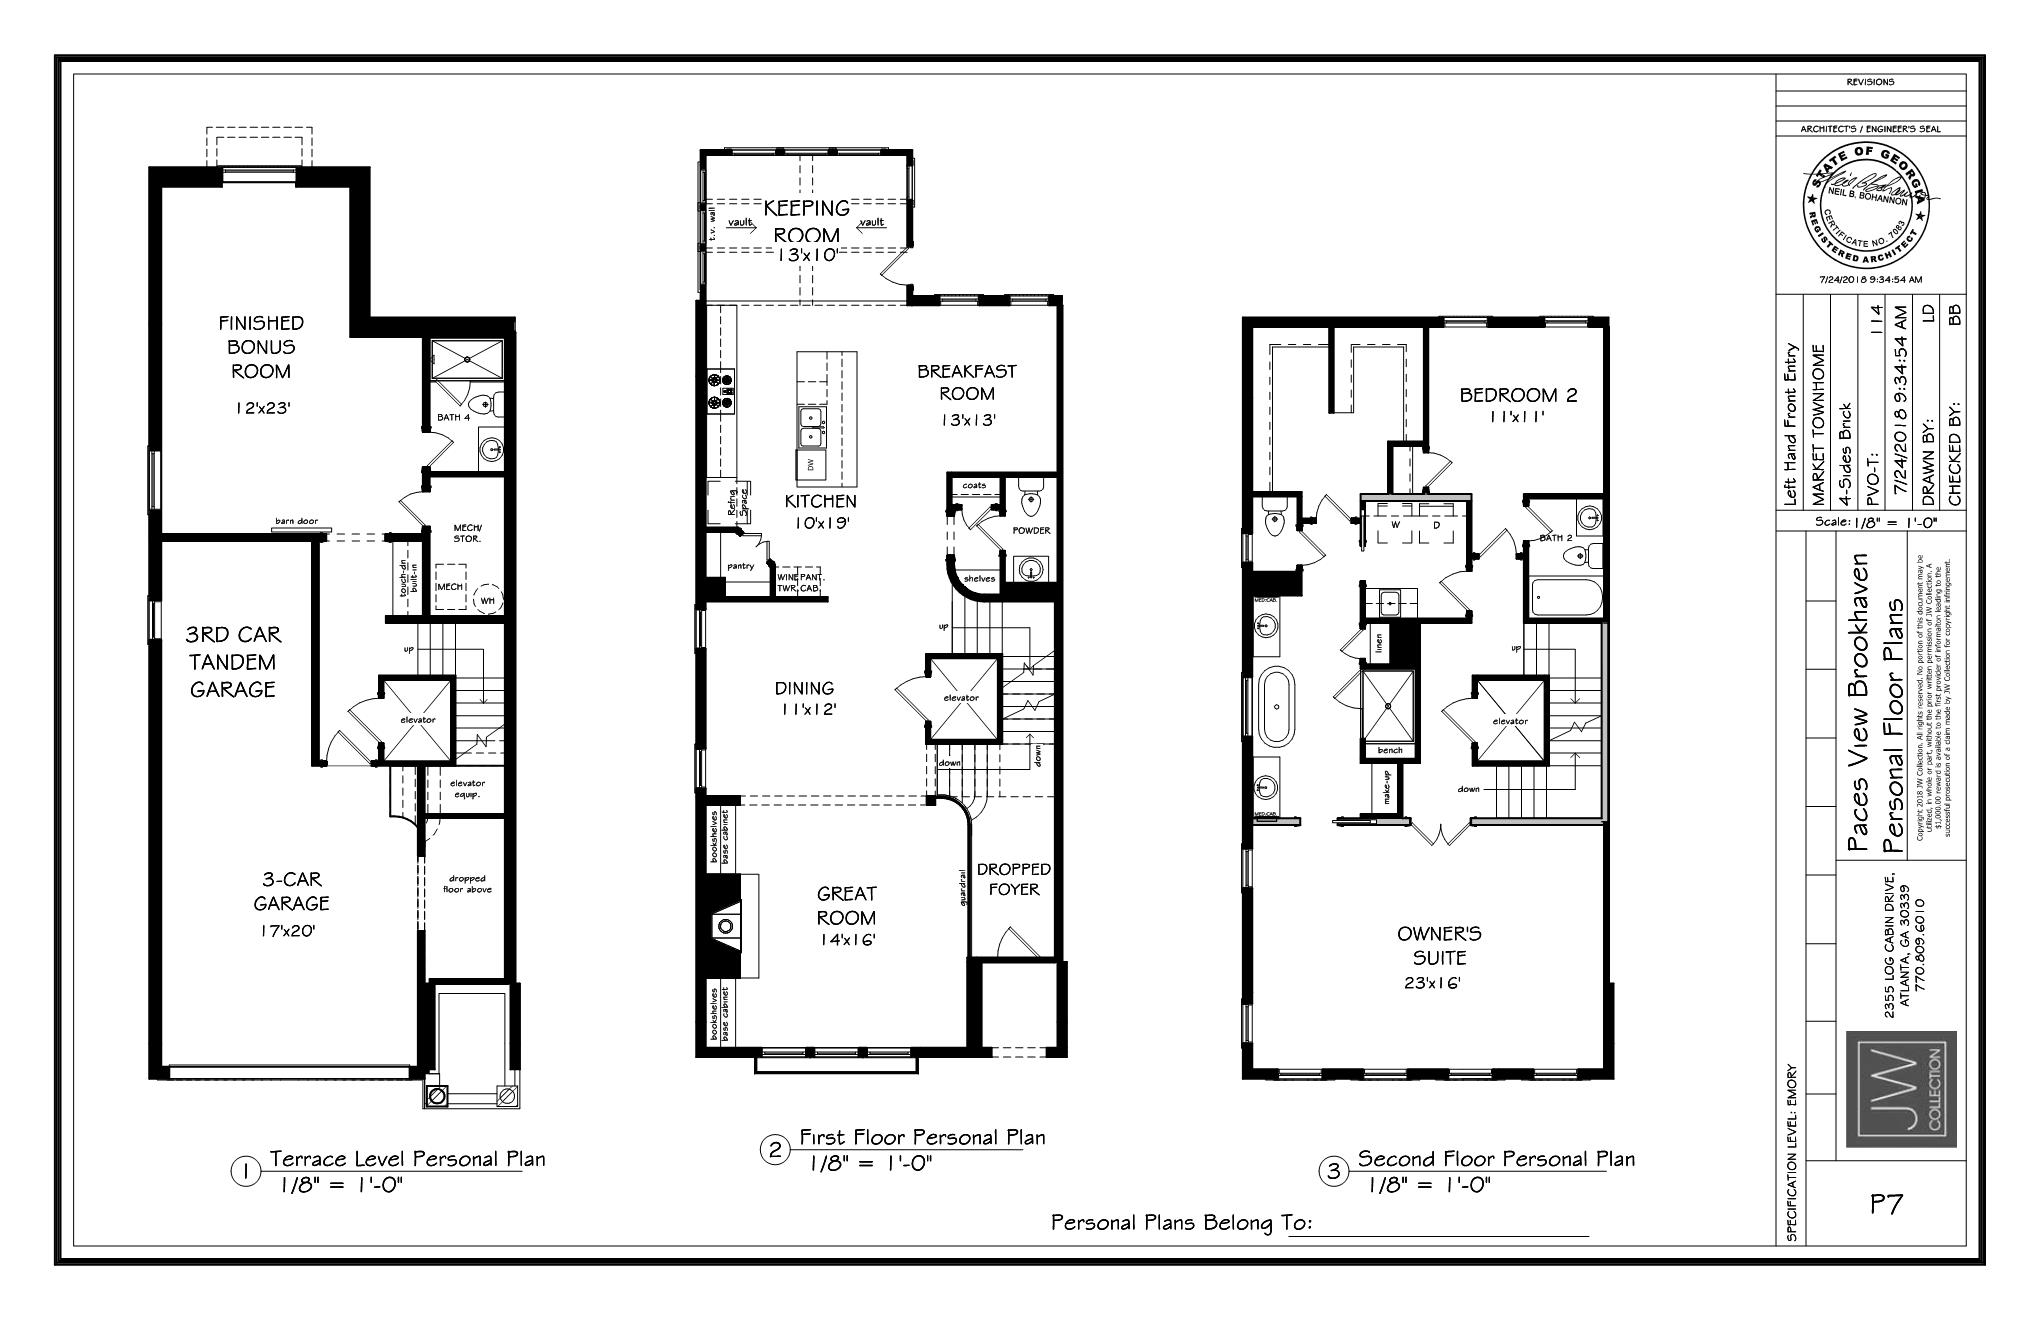 FINISHED
BONUS
ROOM
12'x23'
barn door
BATH 4
MECH/
STOR.
touch-dn
built-in
MECH
WH
3RD CAR
TANDEM
GARAGE
up
elevator
elevator
equip.
3-CAR
GARAGE
17'x20'
dropped
floor above
1
Terrace Level Personal Plan
1/8" = 1'-0"
KEEPING
ROOM
13'x10'
vault
vault
t.v. wall
BREAKFAST
ROOM
13'x13'
DW
KITCHEN
10'x19'
Refrig
Space
coats
POWDER
pantry
WINE
TWR.
PANT.
CAB.
shelves
up
DINING
11'x12'
elevator
down
down
bookshelves
base cabinet
GREAT
ROOM
14'x16'
guardrail
DROPPED
FOYER
bookshelves
base cabinet
2
First Floor Personal Plan
1/8" = 1'-0"
BEDROOM 2
11'x11'
W
D
BATH 2
MED.CAB.
linen
up
elevator
bench
make-up
down
MED.CAB.
OWNER'S
SUITE
23'x16'
3
Second Floor Personal Plan
1/8" = 1'-0"
Personal Plans Belong To:
REVISIONS
ARCHITECT'S / ENGINEER'S SEAL
STATE OF GEORGIA
NEIL B. BOHANNON
CERTIFICATE NO. 7083
REGISTERED ARCHITECT
7/24/2018 9:34:54 AM
Left Hand Front Entry
MARKET TOWNHOME
4-Sides Brick
PVO-T: 114
7/24/2018 9:34:54 AM
DRAWN BY: LD
CHECKED BY: BB
Scale: 1/8" = 1'-0"
Paces View Brookhaven
Personal Floor Plans
Copyright 2018 JW Collection. All rights reserved. No portion of this document may be
utilized, in whole or part, without the prior written permission of JW Collection. A
$1,000.00 reward is available to the first provider of informaiton leading to the
successful prosecution of a claim made by JW Collection for copyright infringement.
2355 LOG CABIN DRIVE,
ATLANTA, GA 30339
770.809.6010
JW
COLLECTION
SPECIFICATION LEVEL: EMORY
P7